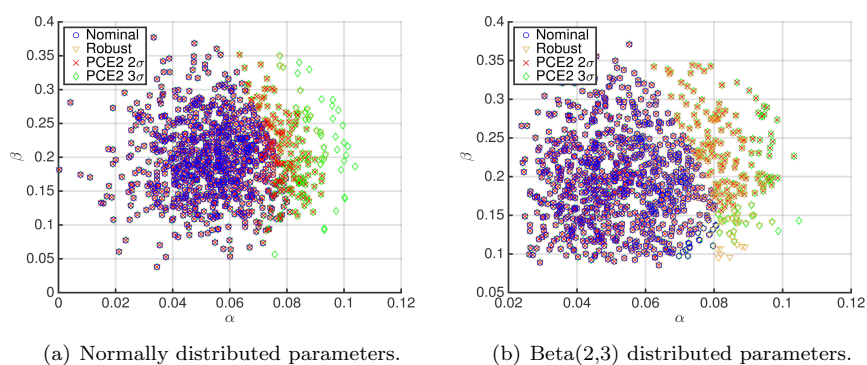 0.4
0.35
0.3
0.25
0.2
0.15
0.1
0.05
0
β
Nominal
Robust
PCE2 2σ
PCE2 3σ
0 0.02 0.04 0.06 0.08 0.1 0.12
α
(a) Normally distributed parameters.
0.4
0.35
0.3
0.25
0.2
0.15
0.1
0.05
β
Nominal
Robust
PCE2 2σ
PCE2 3σ
0.02 0.04 0.06 0.08 0.1 0.12
α
(b) Beta(2,3) distributed parameters.